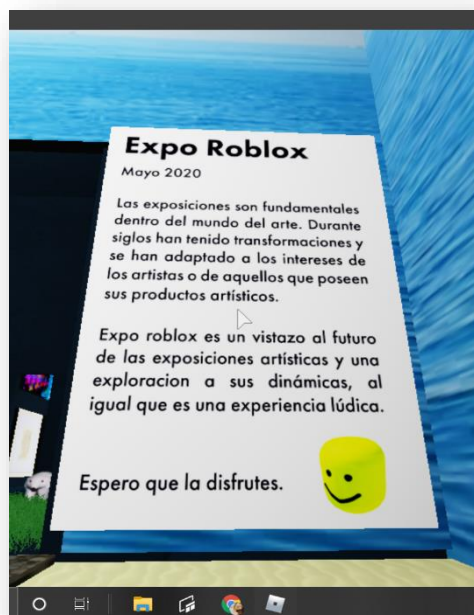 Expo Roblox
Mayo 2020
Las exposiciones son fundamentales
dentro del mundo del arte. Durante
siglos han tenido transformaciones y
se han adaptado a los intereses de
los artistas o de aquellos que poseen
sus productos artísticos.
Expo roblox es un vistazo al futuro
de las exposiciones artísticas y una
exploracion a sus dinámicas, al
igual que es una experiencia lúdica.
Espero que la disfrutes.